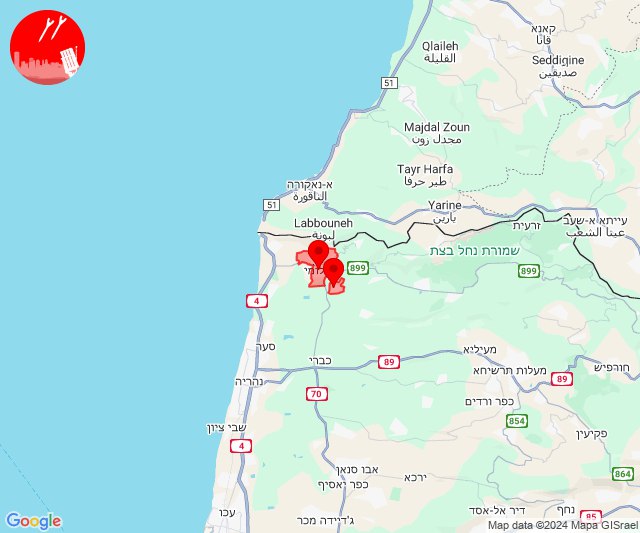 קאנא
قانا
Qlaileh
القليلة
Seddiqine
صديقين
51
Majdal Zoun
مجدل زون
Tayr Harfa
طير حرفا
א-נאקורה
الناقورة
51
Yarine
يارين
Labbouneh
لبونة
זרעית
עייתא א-שעב
عيتا الشعب
שמורת נחל בצת
899
899
4
סער
כברי
89
מעיליא
נהריה
מעלות תרשיחא
89
חורפיש
70
כפר ורדים
854
שבי ציון
4
פקיעין
אבו סנאן
ירכא
864
כפר יאסיף
עכו
ג'דיידה מכר
דיר אל-אסד
נחף
85
Google
Map data ©2024 Mapa GISrael